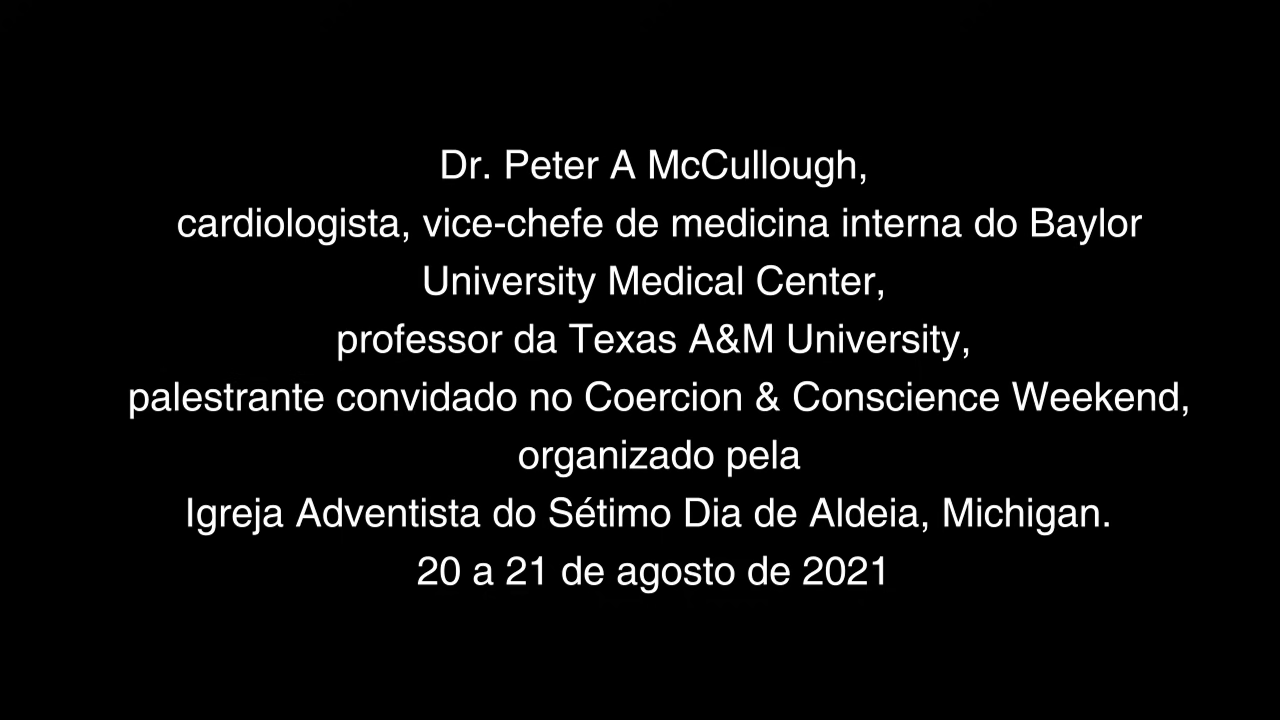 Dr. Peter A McCullough,
cardiologista, vice-chefe de medicina interna do Baylor
University Medical Center,
professor da Texas A&M University,
palestrante convidado no Coercion & Conscience Weekend,
organizado pela
Igreja Adventista do Sétimo Dia de Aldeia, Michigan.
20 a 21 de agosto de 2021